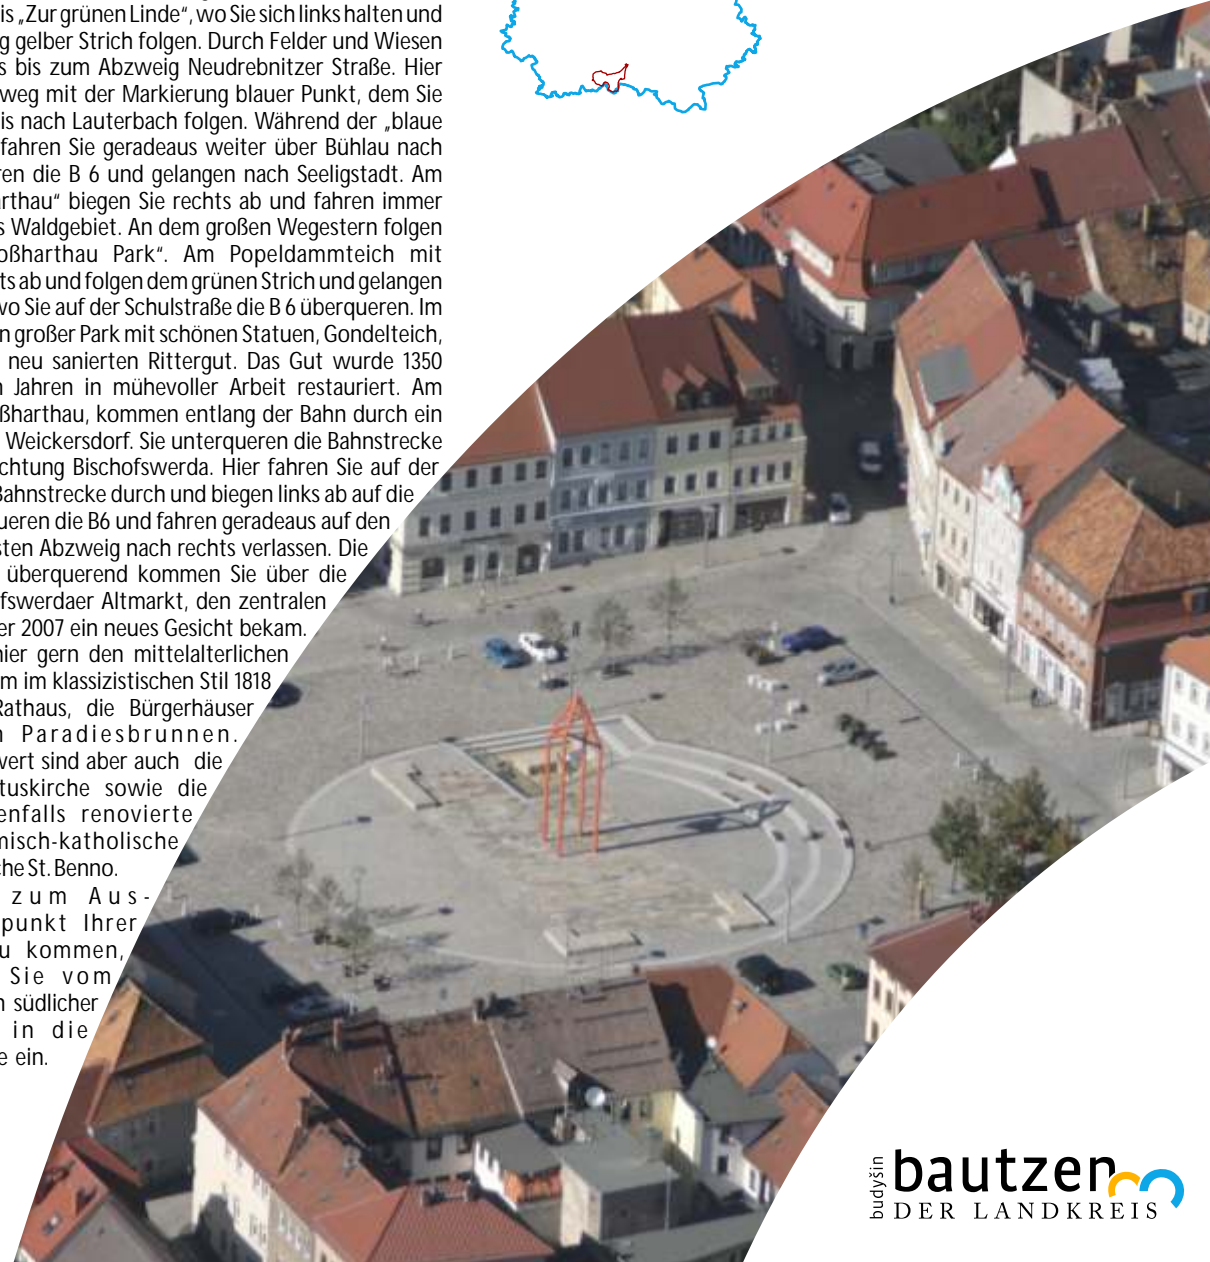 is „Zur grünen Linde“, wo Sie sich links halten und
g gelber Strich folgen. Durch Felder und Wiesen
s bis zum Abzweig Neudrebnitzer Straße. Hier
weg mit der Markierung blauer Punkt, dem Sie
is nach Lauterbach folgen. Während der „blaue
fahren Sie geradeaus weiter über Bühlau nach
ren die B 6 und gelangen nach Seeligstadt. Am
arthau“ biegen Sie rechts ab und fahren immer
s Waldgebiet. An dem großen Wegestern folgen
oßharthau Park“. Am Popeldammteich mit
ts ab und folgen dem grünen Strich und gelangen
wo Sie auf der Schulstraße die B 6 überqueren. Im
n großer Park mit schönen Statuen, Gondelteich,
neu sanierten Rittergut. Das Gut wurde 1350
n Jahren in mühevoller Arbeit restauriert. Am
ßharthau, kommen entlang der Bahn durch ein
Weickersdorf. Sie unterqueren die Bahnstrecke
chtung Bischofswerda. Hier fahren Sie auf der
Bahnstrecke durch und biegen links ab auf die
ueren die B6 und fahren geradeaus auf den
sten Abzweig nach rechts verlassen. Die
überquerend kommen Sie über die
fswerdaer Altmarkt, den zentralen
er 2007 ein neues Gesicht bekam.
hier gern den mittelalterlichen
m im klassizistischen Stil 1818
Rathaus, die Bürgerhäuser
n Paradiesbrunnen.
wert sind aber auch die
tuskirche sowie die
enfalls renovierte
misch-katholische
che St. Benno.
zum Aus-
punkt Ihrer
u kommen,
Sie vom
n südlicher
in die
e ein.
budyšin
bautzen
DER LANDKREIS